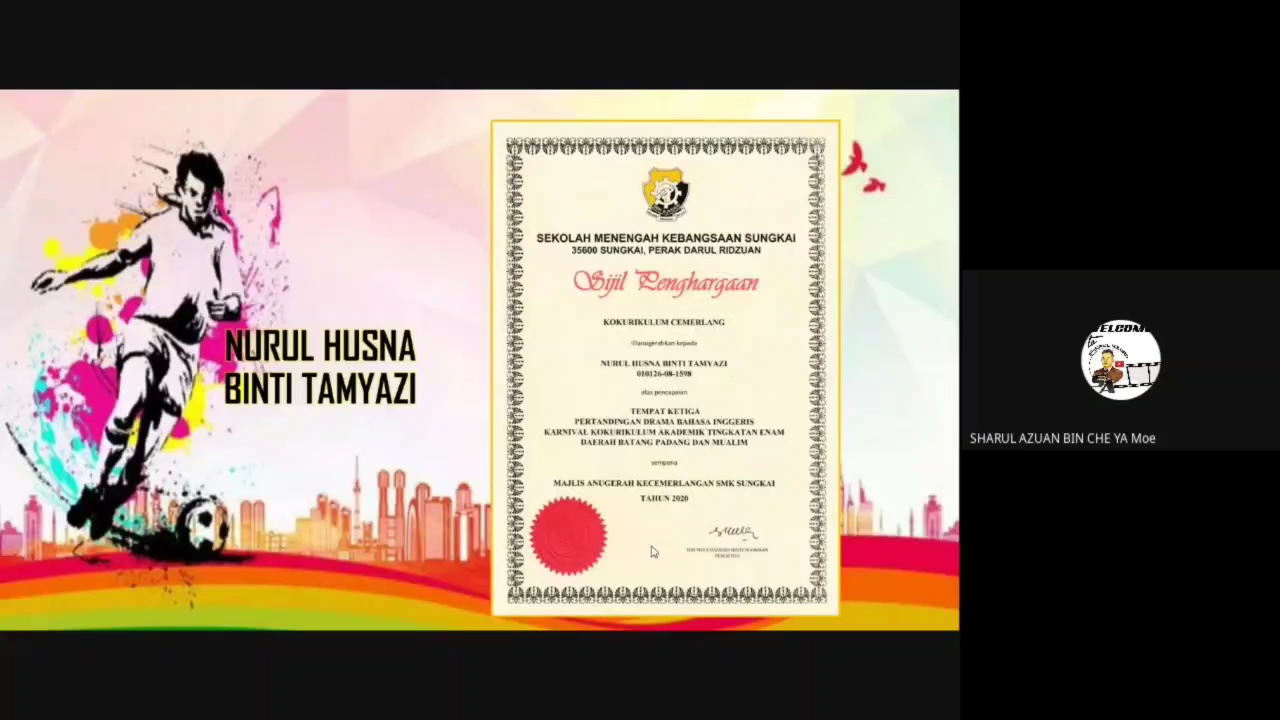 NURUL HUSNA
BINTI TAMYAZI
SEKOLAH MENENGAH KEBANGSAAN SUNGKAI
35600 SUNGKAI, PERAK DARUL RIDZUAN
Sijil Penghargaan
KOKURIKULUM CEMERLANG
Dianugerahkan kepada
NURUL HUSNA BINTI TAMYAZI
010126-08-1598
atas pencapaian
TEMPAT KETIGA
PERTANDINGAN DRAMA BAHASA INGGERIS
KARNIVAL KOKURIKULUM AKADEMIK TINGKATAN ENAM
DAERAH BATANG PADANG DAN MUALIM
sempena
MAJLIS ANUGERAH KECEMERLANGAN SMK SUNGKAI
TAHUN 2020
PENGETUA
WELCOME
SHARUL AZUAN BIN CHE YA Moe